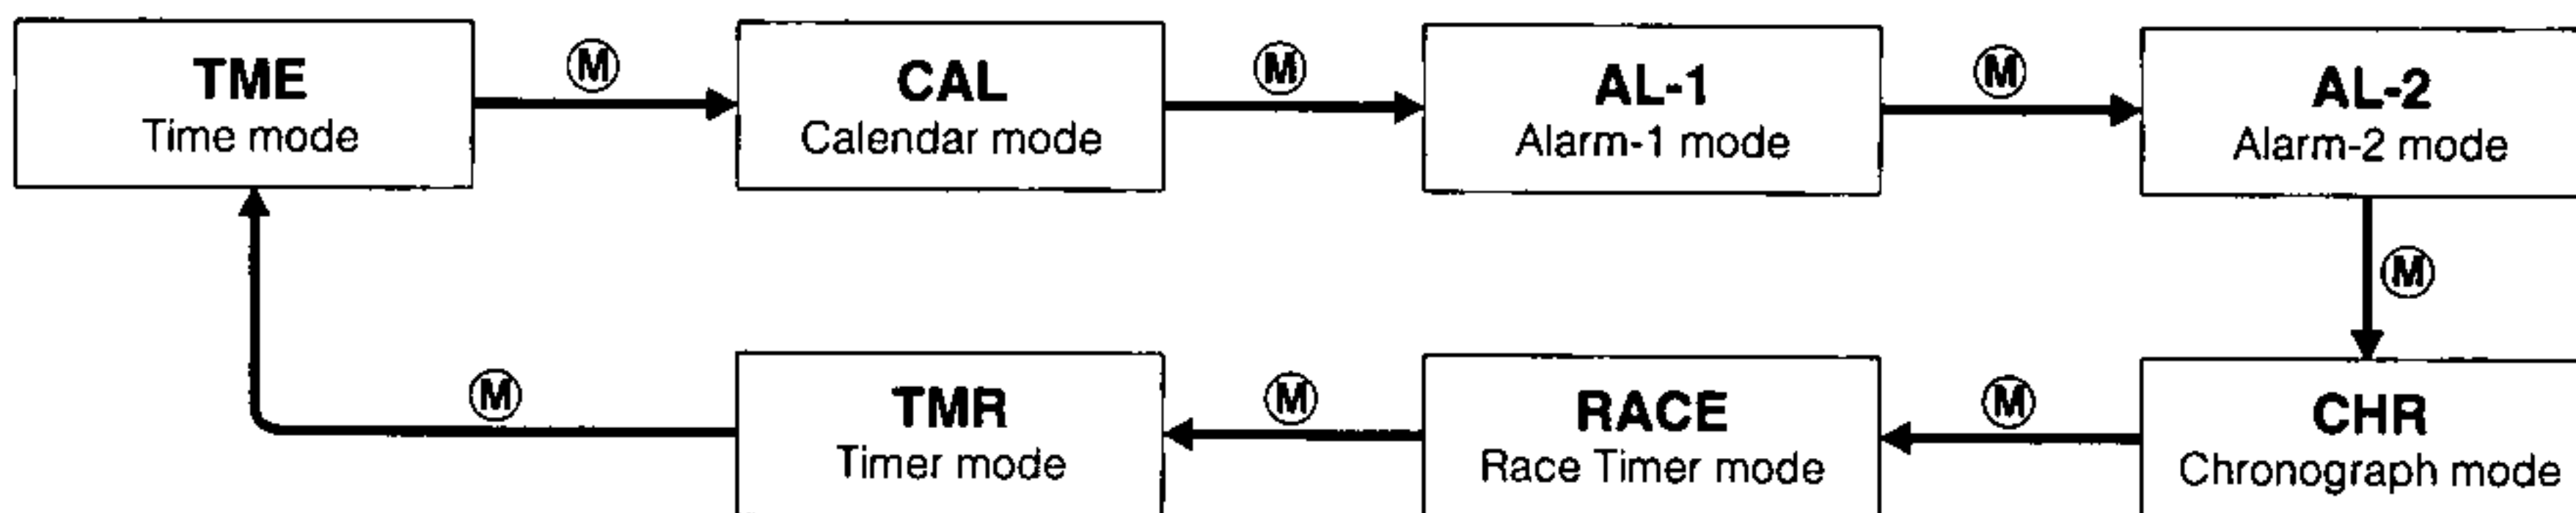 TME
Time mode
Ⓜ
CAL
Calendar mode
Ⓜ
AL-1
Alarm-1 mode
Ⓜ
AL-2
Alarm-2 mode
Ⓜ
CHR
Chronograph mode
Ⓜ
RACE
Race Timer mode
Ⓜ
TMR
Timer mode
Ⓜ